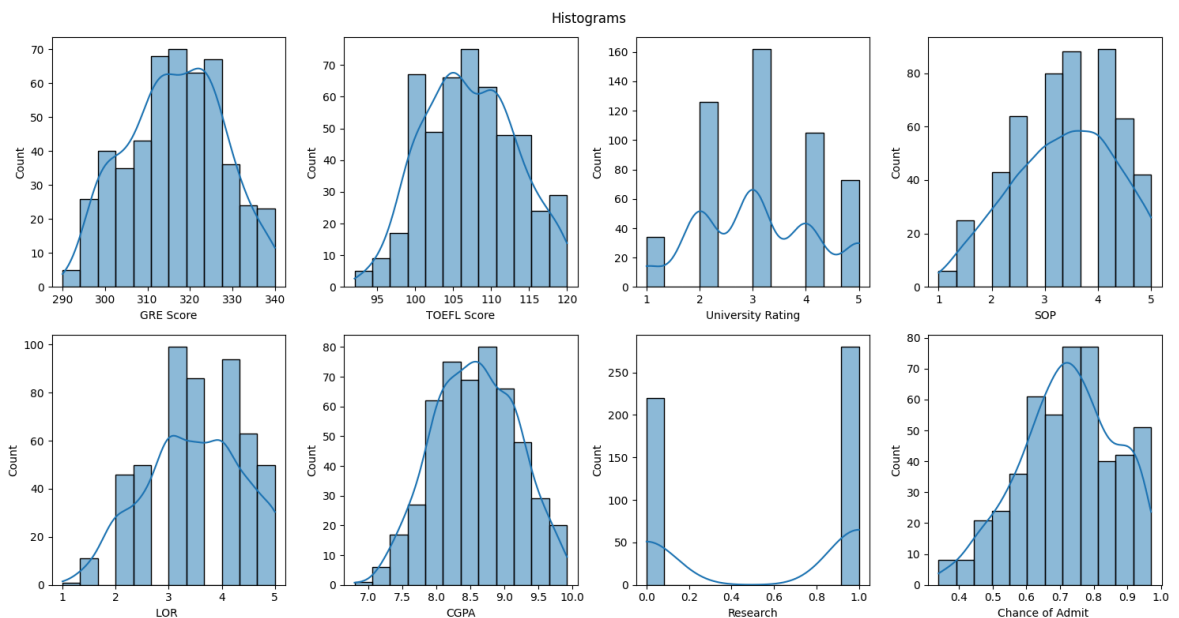 Histograms
Count
70
60
50
40
30
20
10
0
290 300 310 320 330 340
GRE Score
Count
70
60
50
40
30
20
10
0
95 100 105 110 115 120
TOEFL Score
Count
160
140
120
100
80
60
40
20
0
1 2 3 4 5
University Rating
Count
80
60
40
20
0
1 2 3 4 5
SOP
Count
100
80
60
40
20
0
1 2 3 4 5
LOR
Count
80
70
60
50
40
30
20
10
0
7.0 7.5 8.0 8.5 9.0 9.5 10.0
CGPA
Count
250
200
150
100
50
0
0.0 0.2 0.4 0.6 0.8 1.0
Research
Count
80
70
60
50
40
30
20
10
0
0.4 0.5 0.6 0.7 0.8 0.9 1.0
Chance of Admit